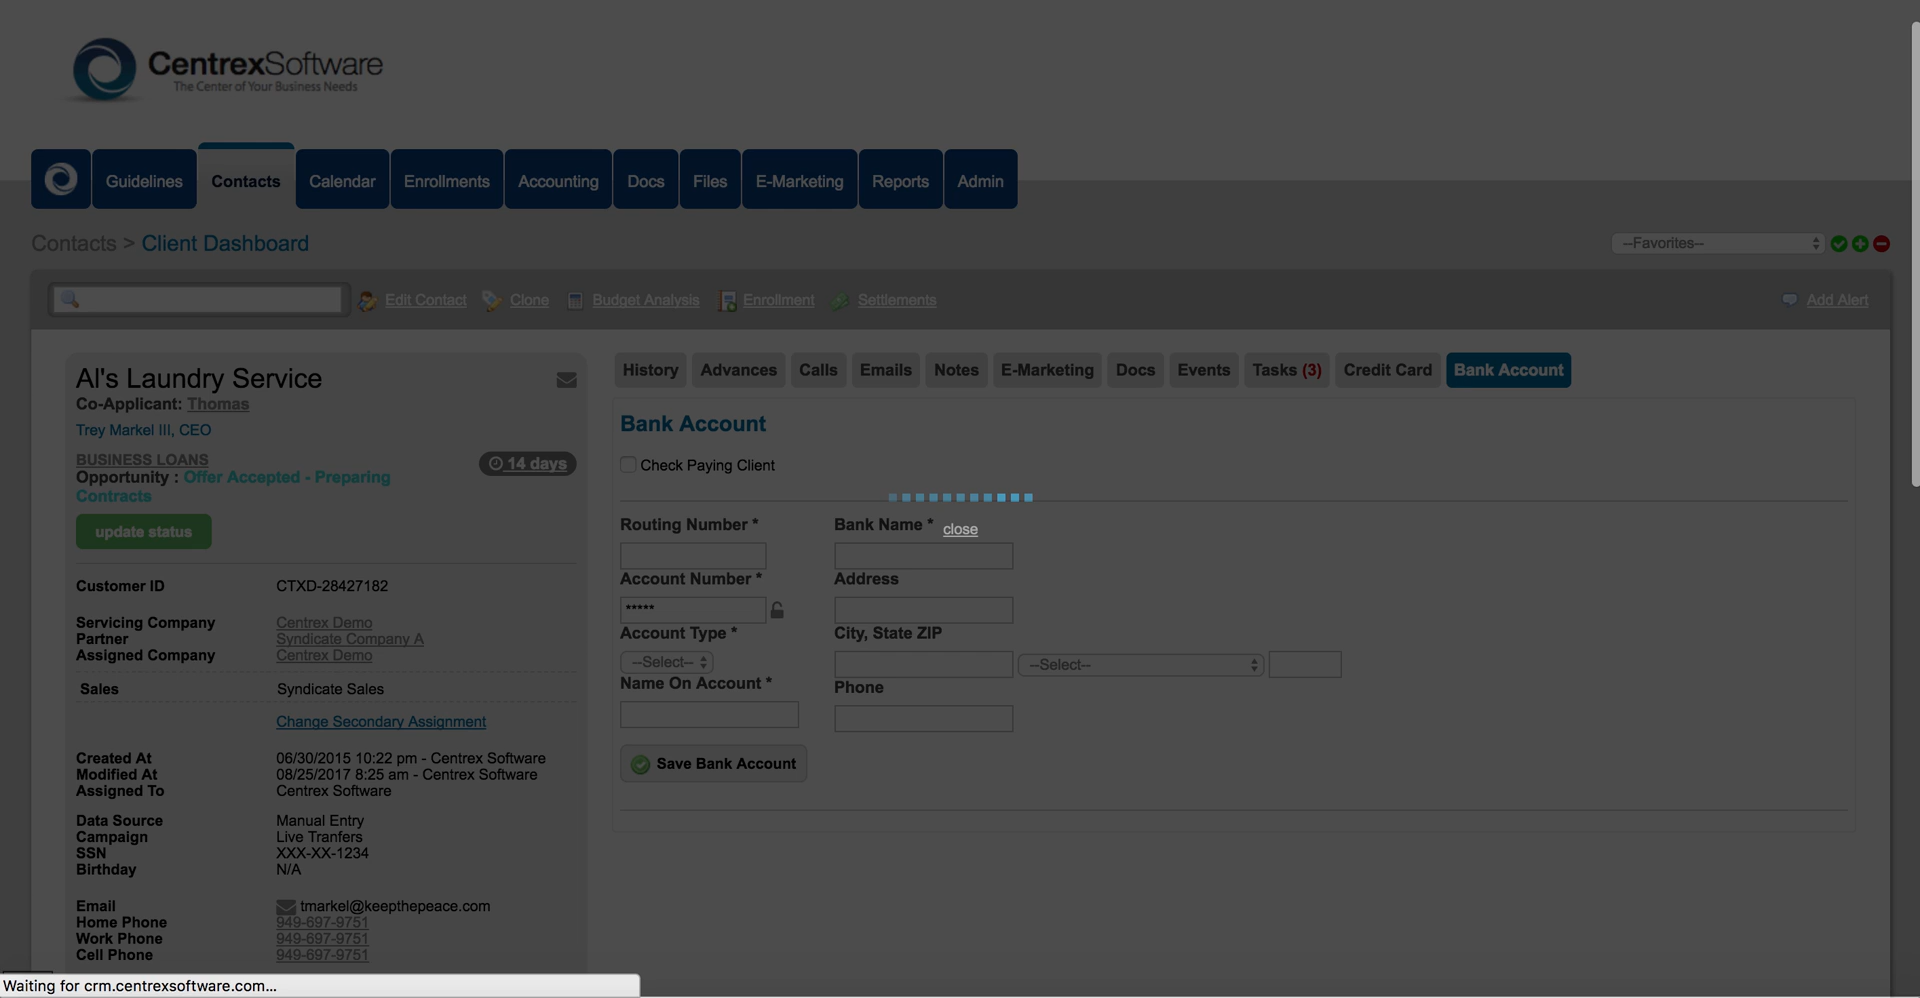 CentrexSoftware
The Center of Your Business Needs
Guidelines Contacts Calendar Enrollments Accounting Docs Files E-Marketing Reports Admin
Contacts > Client Dashboard
--Favorites--
Edit Contact Clone Budget Analysis Enrollment Settlements Add Alert
Al's Laundry Service
Co-Applicant: Thomas
Trey Markel III, CEO
BUSINESS LOANS
14 days
Opportunity : Offer Accepted - Preparing
Contracts
update status
Customer ID CTXD-28427182
Servicing Company Centrex Demo
Partner Syndicate Company A
Assigned Company Centrex Demo
Sales Syndicate Sales
Change Secondary Assignment
Created At 06/30/2015 10:22 pm - Centrex Software
Modified At 08/25/2017 8:25 am - Centrex Software
Assigned To Centrex Software
Data Source Manual Entry
Campaign Live Tranfers
SSN XXX-XX-1234
Birthday N/A
Email tmarkel@keepthepeace.com
Home Phone 949-697-9751
Work Phone 949-697-9751
Cell Phone 949-697-9751
History Advances Calls Emails Notes E-Marketing Docs Events Tasks (3) Credit Card Bank Account
Bank Account
Check Paying Client
Routing Number * Bank Name *
close
Account Number * Address
*****
Account Type * City, State ZIP
--Select-- --Select--
Name On Account * Phone
Save Bank Account
Waiting for crm.centrexsoftware.com...